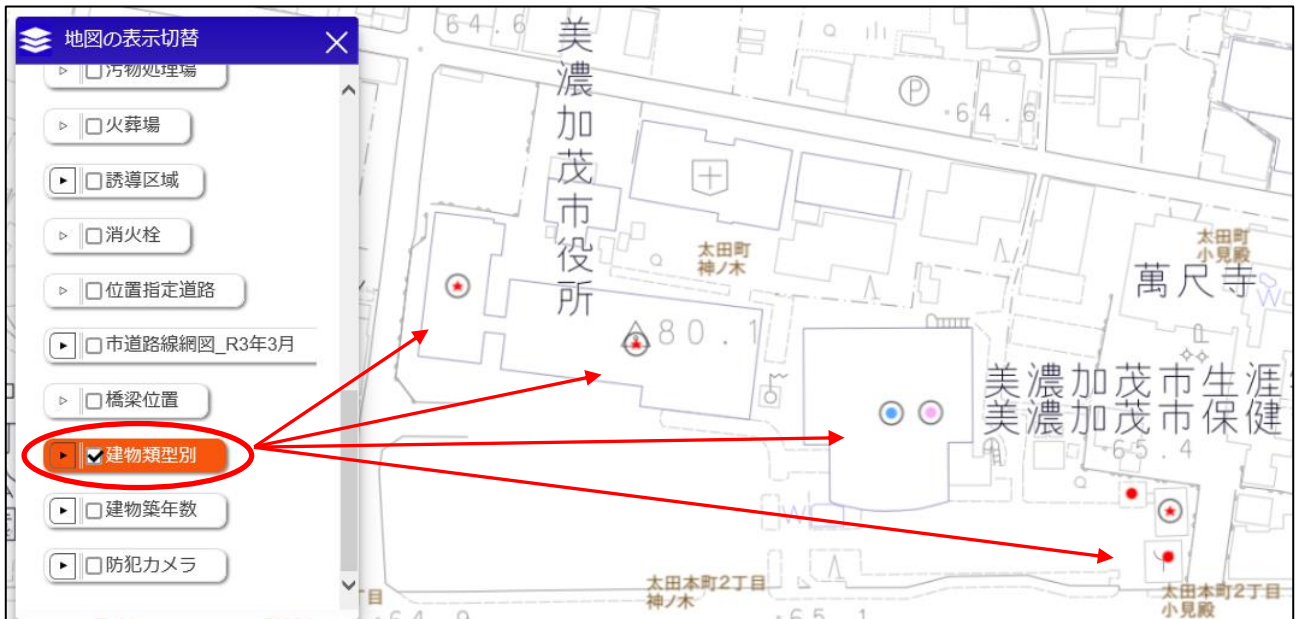 地図の表示切替
汚物処理場
火葬場
誘導区域
消火栓
位置指定道路
市道路線網図_R3年3月
橋梁位置
建物類型別
建物築年数
防犯カメラ
64.6
美濃加茂市役所
P
・64.6
太田町
神ノ木
80.1
太田町
小見殿
萬尺寺
W
美濃加茂市生涯
美濃加茂市保健
・65.4
W
太田本町2丁目
神ノ木
・65.1
太田本町2丁目
小見殿
目